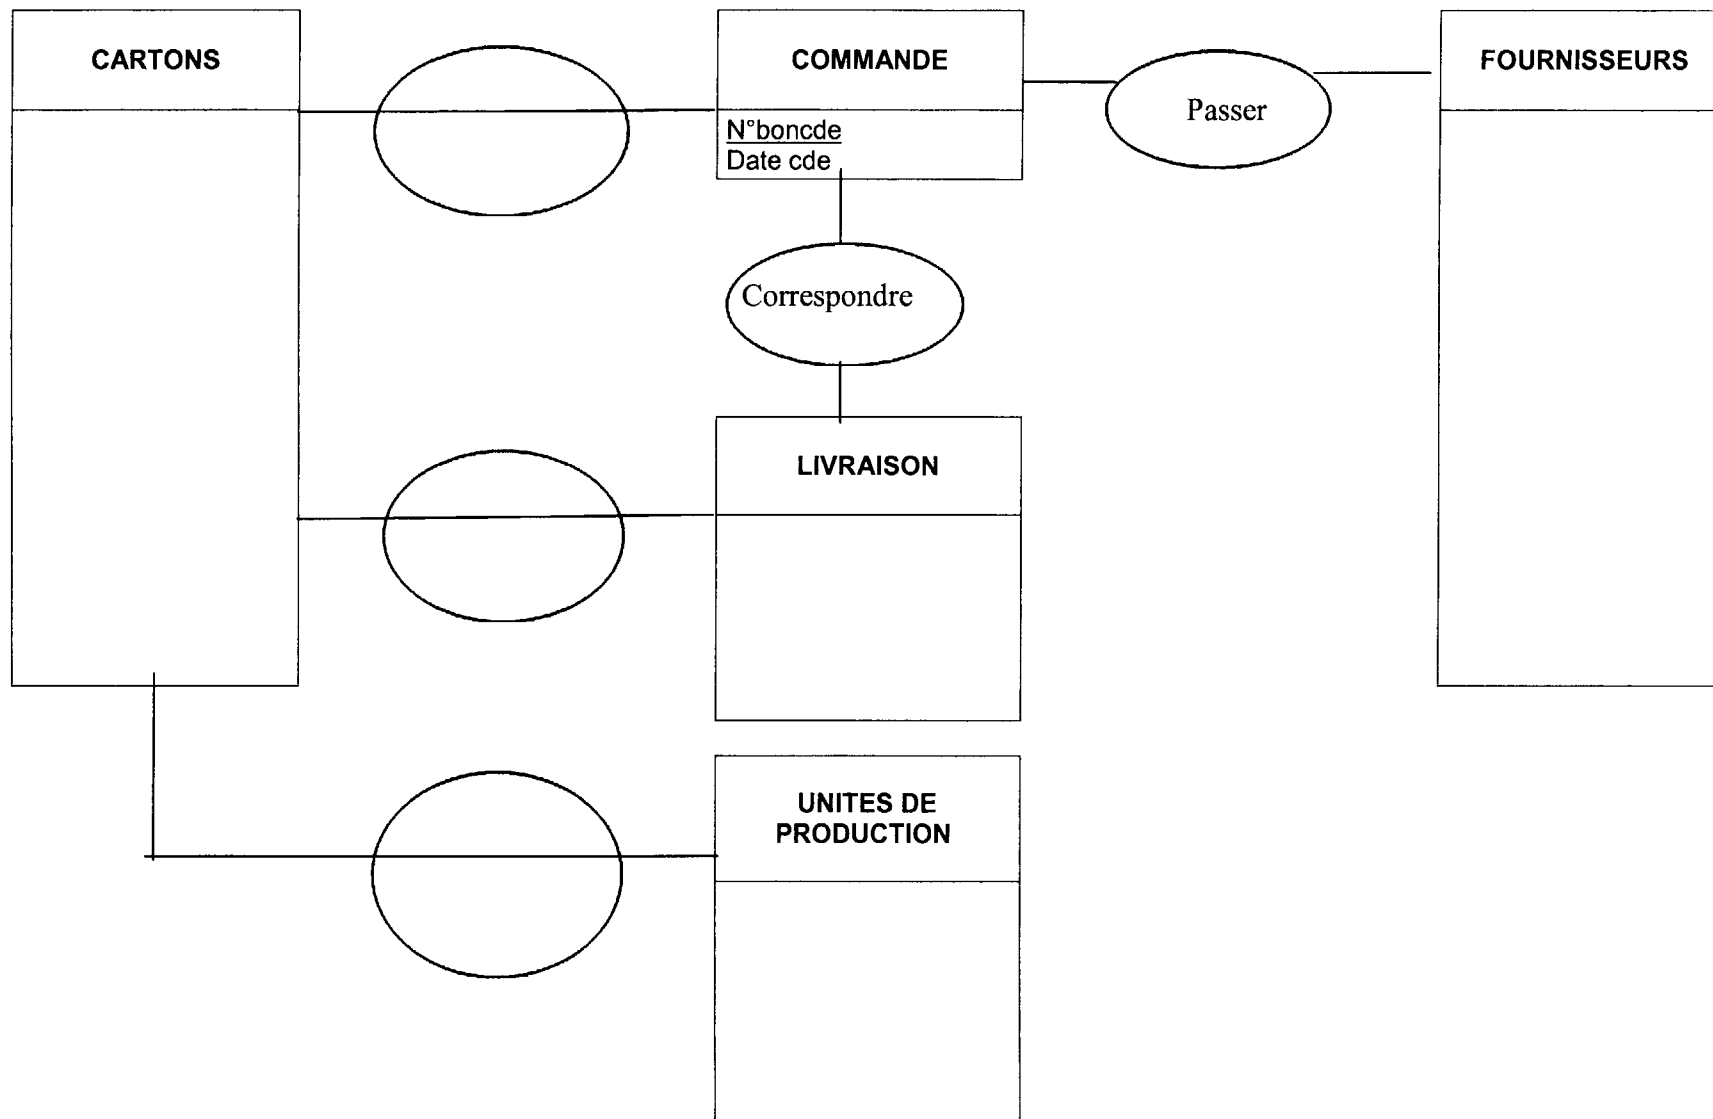 CARTONS
COMMANDE
FOURNISSEURS
Passer
N°boncde
Date cde
Correspondre
LIVRAISON
UNITES DE
PRODUCTION